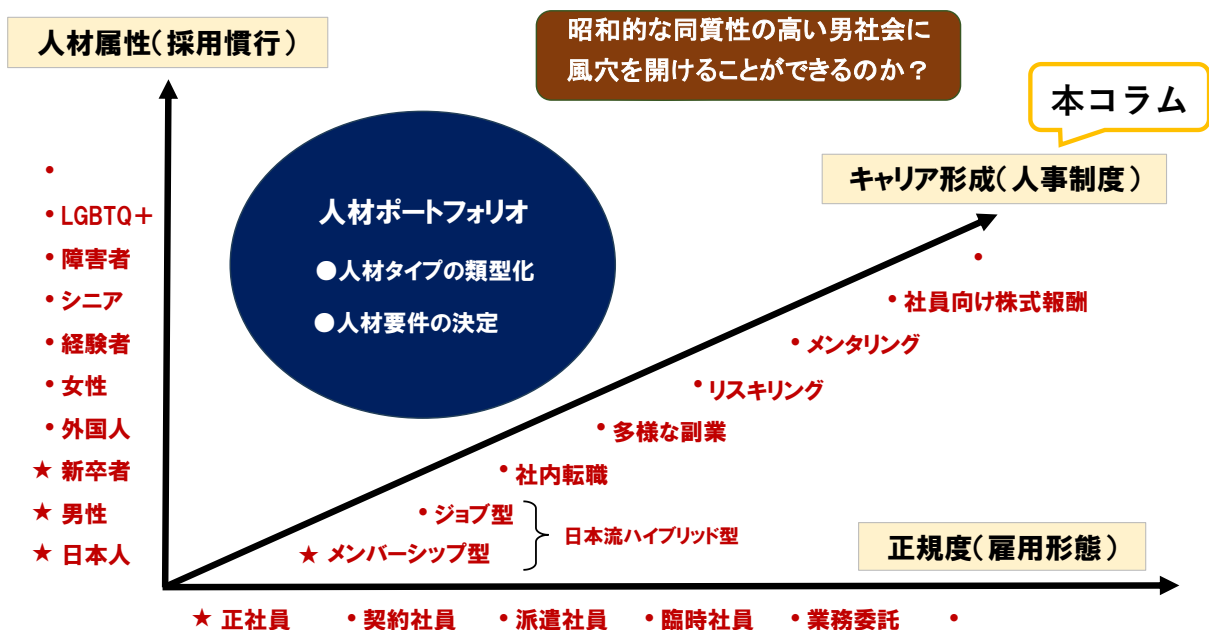 人材属性(採用慣行)
昭和的な同質性の高い男社会に
風穴を開けることができるのか？
本コラム
キャリア形成(人事制度)
人材ポートフォリオ
●人材タイプの類型化
●人材要件の決定
•
• LGBTQ＋
• 障害者
• シニア
• 経験者
• 女性
• 外国人
★ 新卒者
★ 男性
★ 日本人
•
• 社員向け株式報酬
• メンタリング
• リスキリング
• 多様な副業
• 社内転職
• ジョブ型
★ メンバーシップ型
日本流ハイブリッド型
正規度(雇用形態)
★ 正社員 • 契約社員 • 派遣社員 • 臨時社員 • 業務委託 •